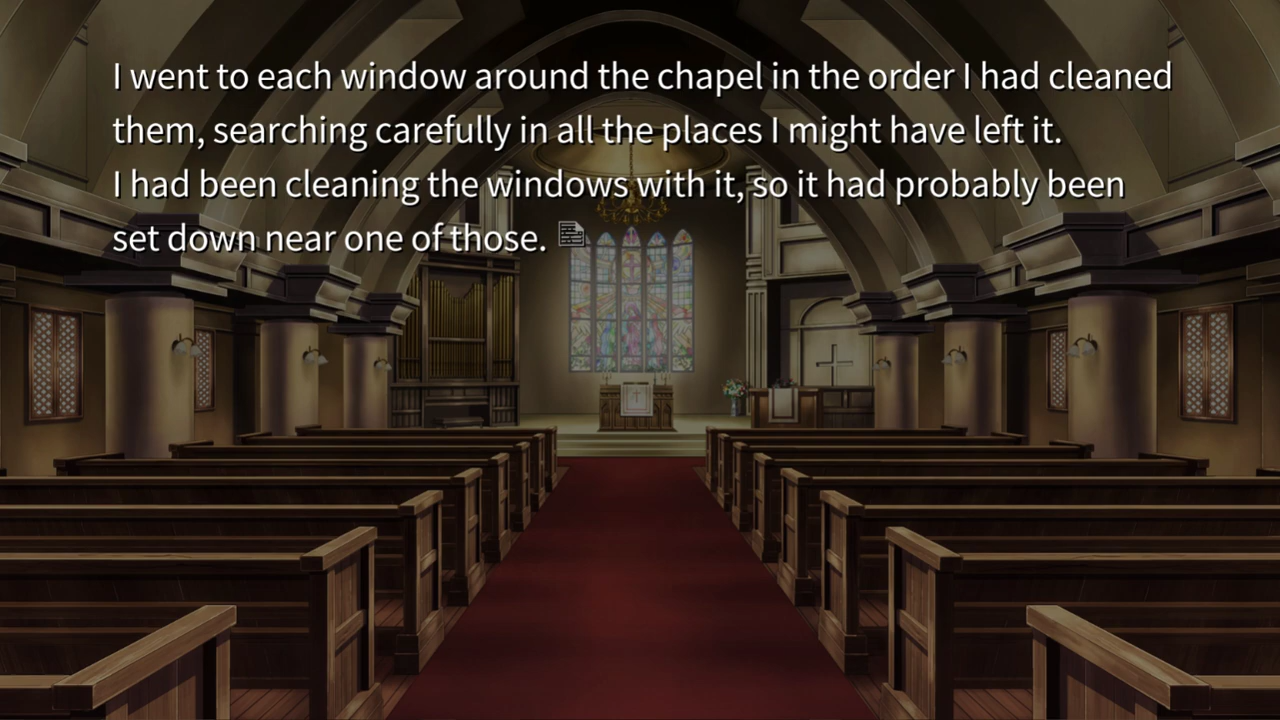 I went to each window around the chapel in the order I had cleaned
them, searching carefully in all the places I might have left it.
I had been cleaning the windows with it, so it had probably been
set down near one of those.